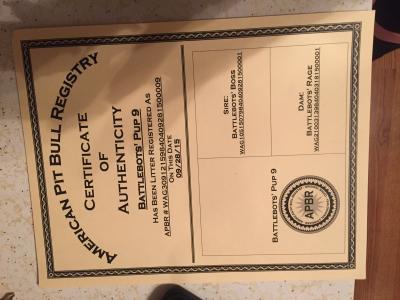 American Pit Bull Registry
Certificate
of
Authenticity
Battlebots' Pup 9
Has Been Litter Registered As
On This Date
09/28/15
Sire:
Battlebots' Boss
Dam:
Battlebots' Rage
Battlebots' Pup 9
APBR